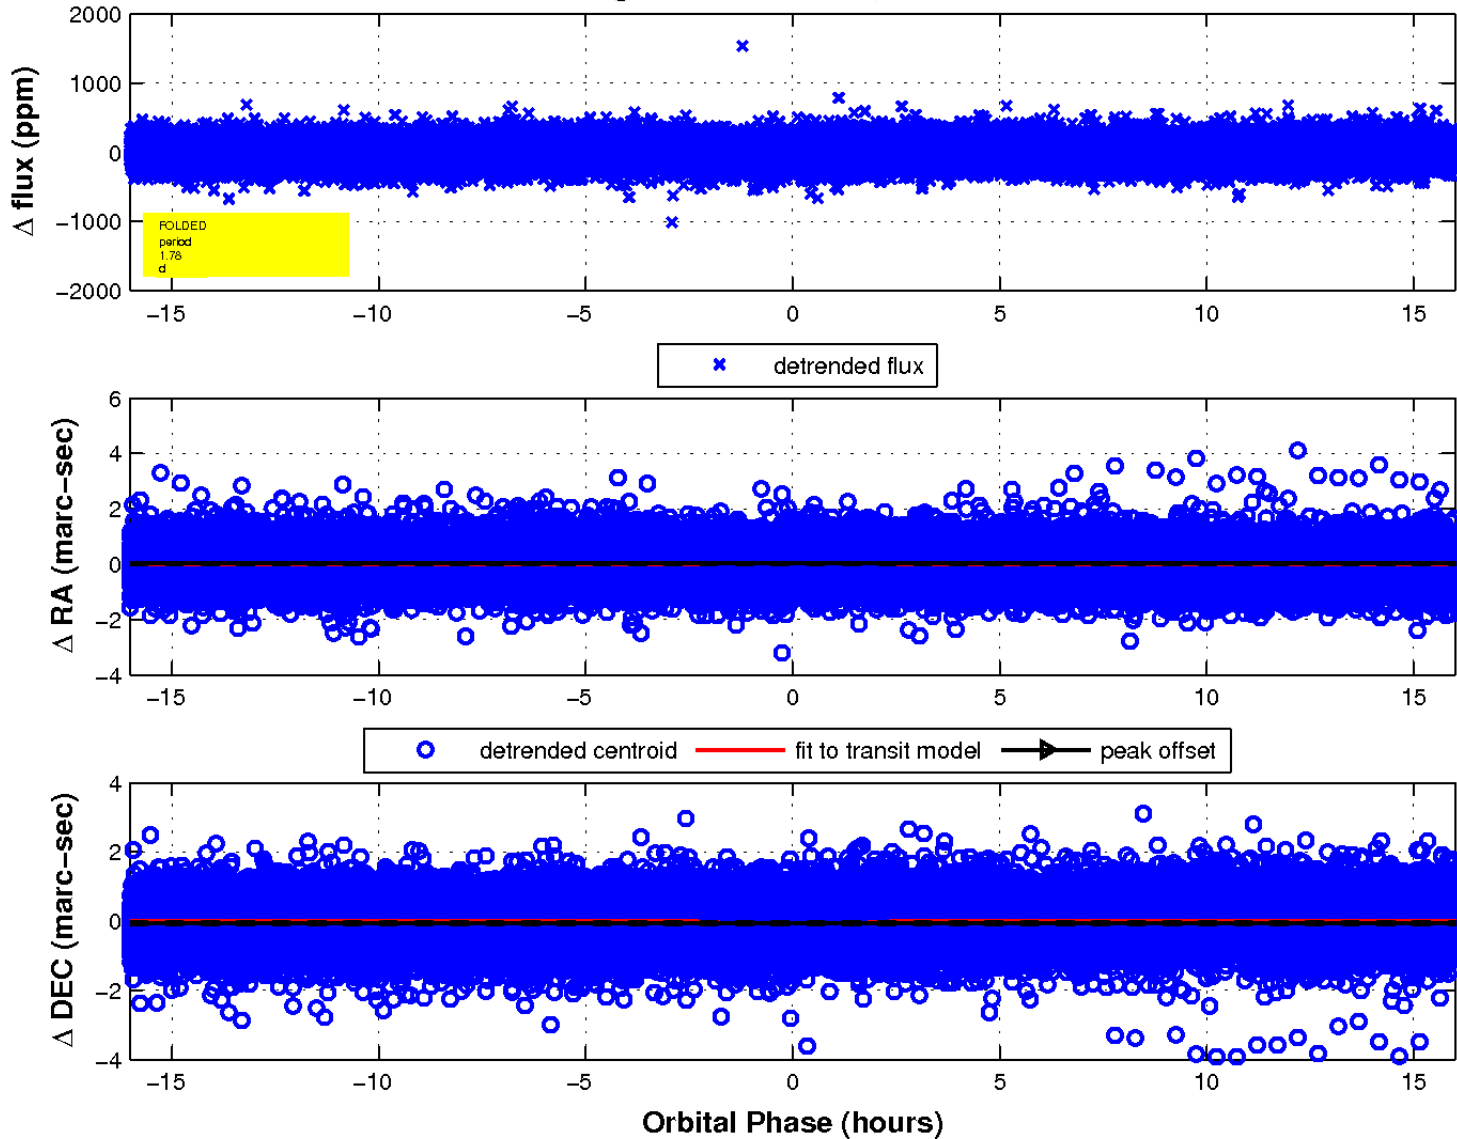 2000
1000
0
−1000
−2000
Δ flux (ppm)
FOLDED
period
1.78
d
−15 −10 −5 0 5 10 15
detrended flux
6
4
2
0
−2
−4
Δ RA (marc−sec)
−15 −10 −5 0 5 10 15
detrended centroid fit to transit model peak offset
4
2
0
−2
−4
Δ DEC (marc−sec)
−15 −10 −5 0 5 10 15
Orbital Phase (hours)